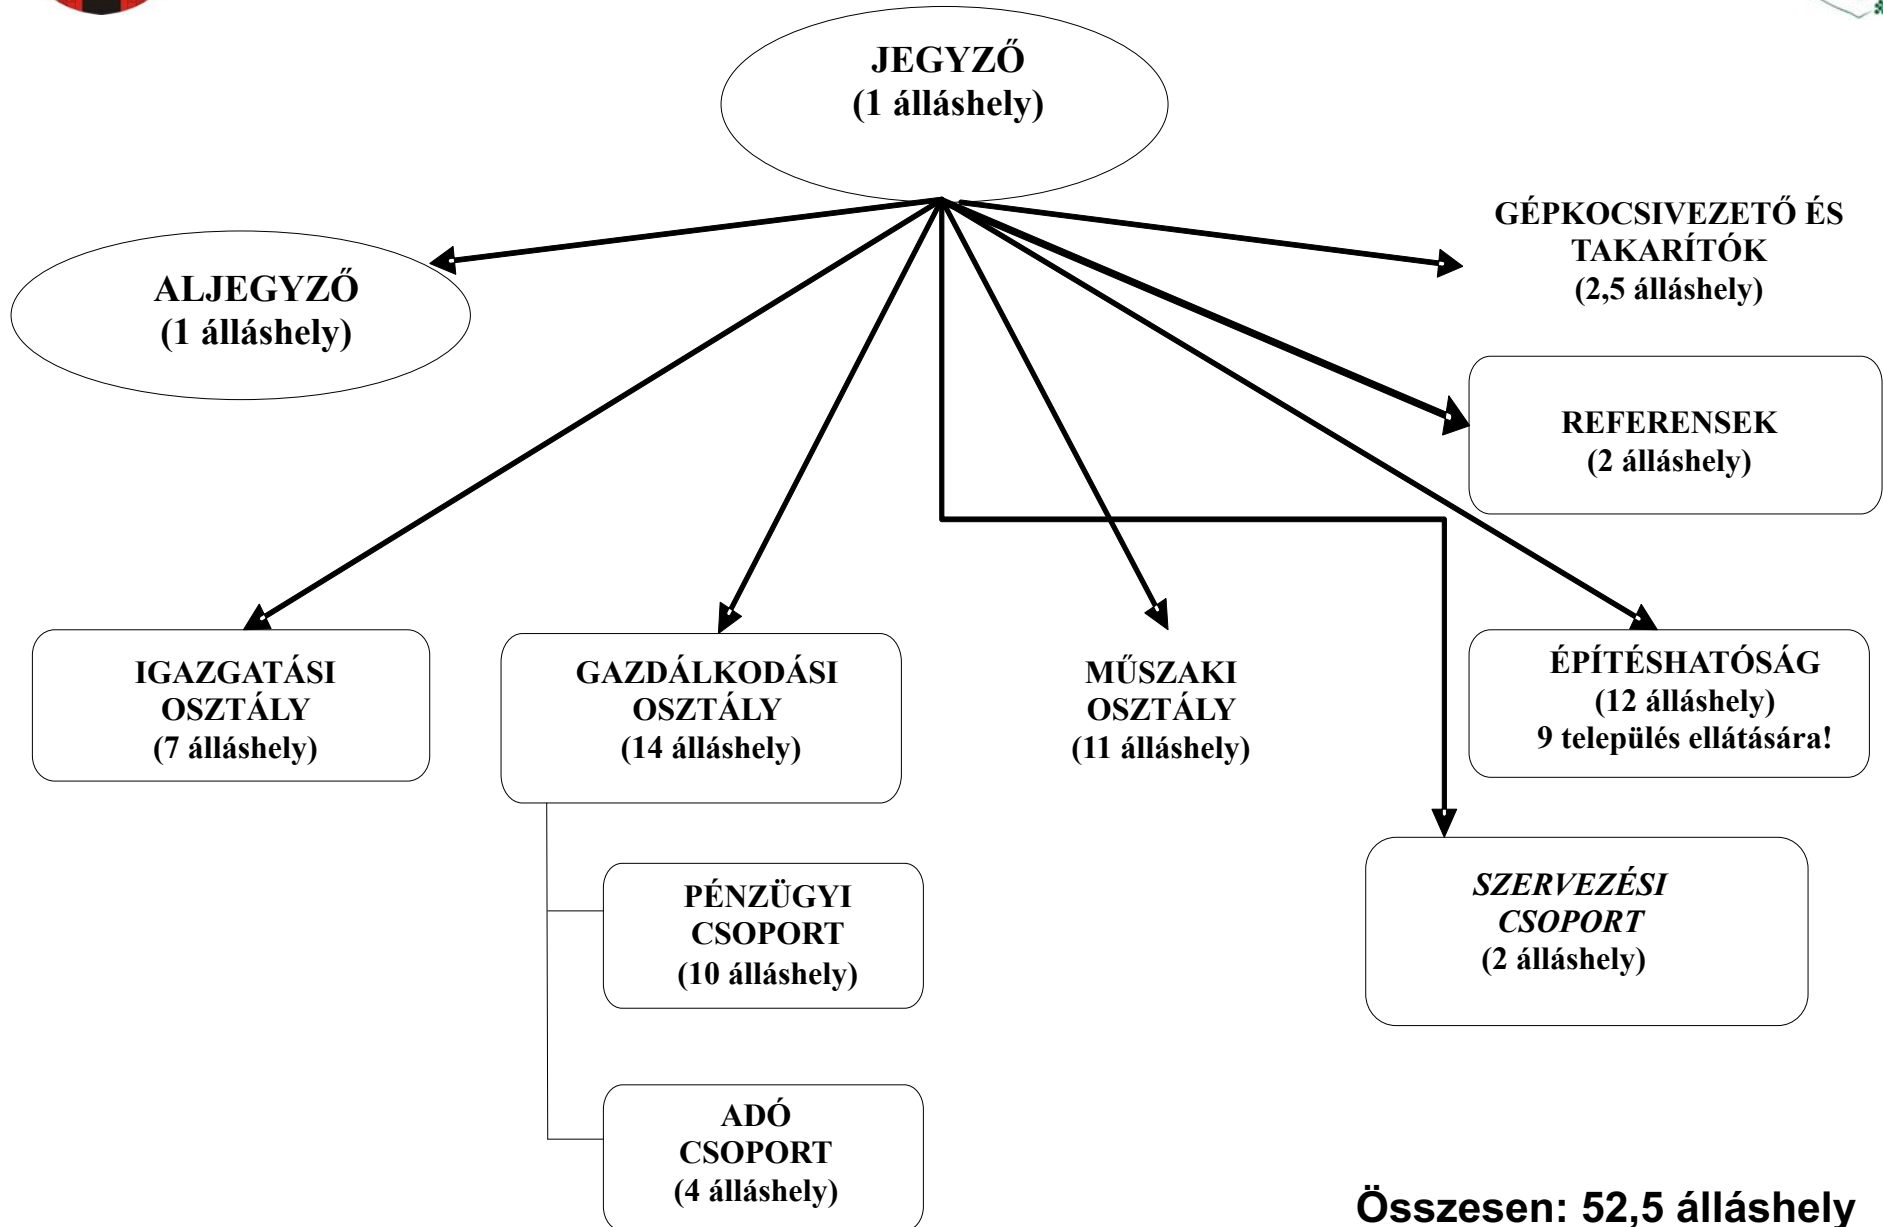 JEGYZŐ
(1 álláshely)
ALJEGYZŐ
(1 álláshely)
GÉPKOCSIVEZETŐ ÉS
TAKARÍTÓK
(2,5 álláshely)
REFERENSEK
(2 álláshely)
IGAZGATÁSI
OSZTÁLY
(7 álláshely)
GAZDÁLKODÁSI
OSZTÁLY
(14 álláshely)
MŰSZAKI
OSZTÁLY
(11 álláshely)
ÉPÍTÉSHATÓSÁG
(12 álláshely)
9 település ellátására!
PÉNZÜGYI
CSOPORT
(10 álláshely)
SZERVEZÉSI
CSOPORT
(2 álláshely)
ADÓ
CSOPORT
(4 álláshely)
Összesen: 52,5 álláshely